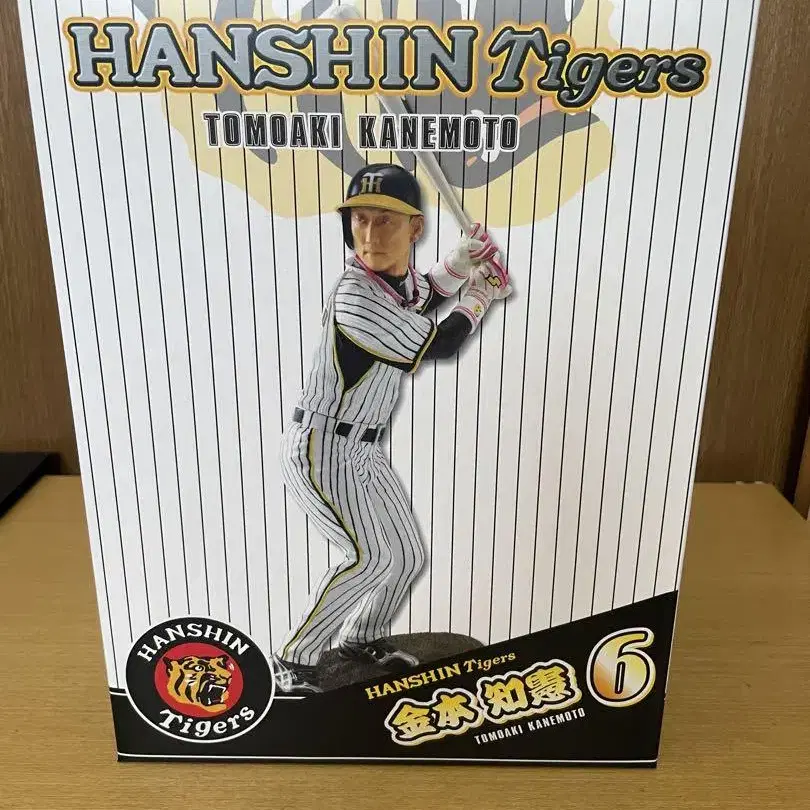 HANSHIN Tigers
TOMOAKI KANEMOTO
HANSHIN
Tigers
HANSHIN Tigers
金本 知憲
TOMOAKI KANEMOTO
6